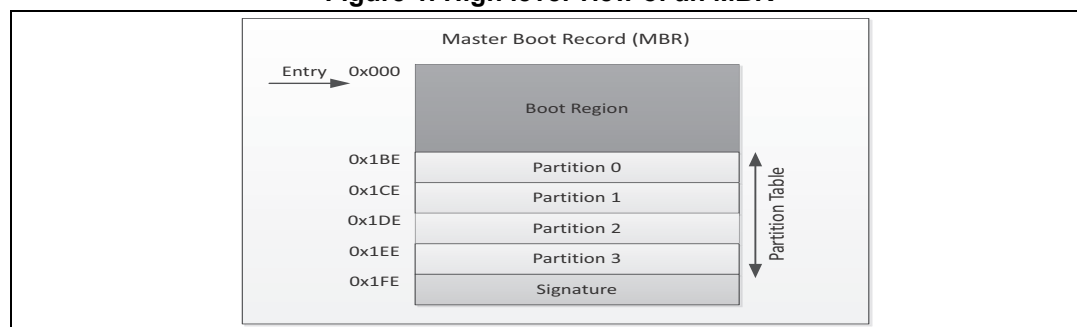 Master Boot Record (MBR)
Entry 0x000
Boot Region
0x1BE Partition 0
0x1CE Partition 1
0x1DE Partition 2
0x1EE Partition 3
0x1FE Signature
Partition Table